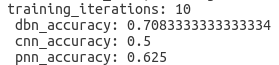 training_iterations: 10
dbn_accuracy: 0.7083333333333334
cnn_accuracy: 0.5
pnn_accuracy: 0.625